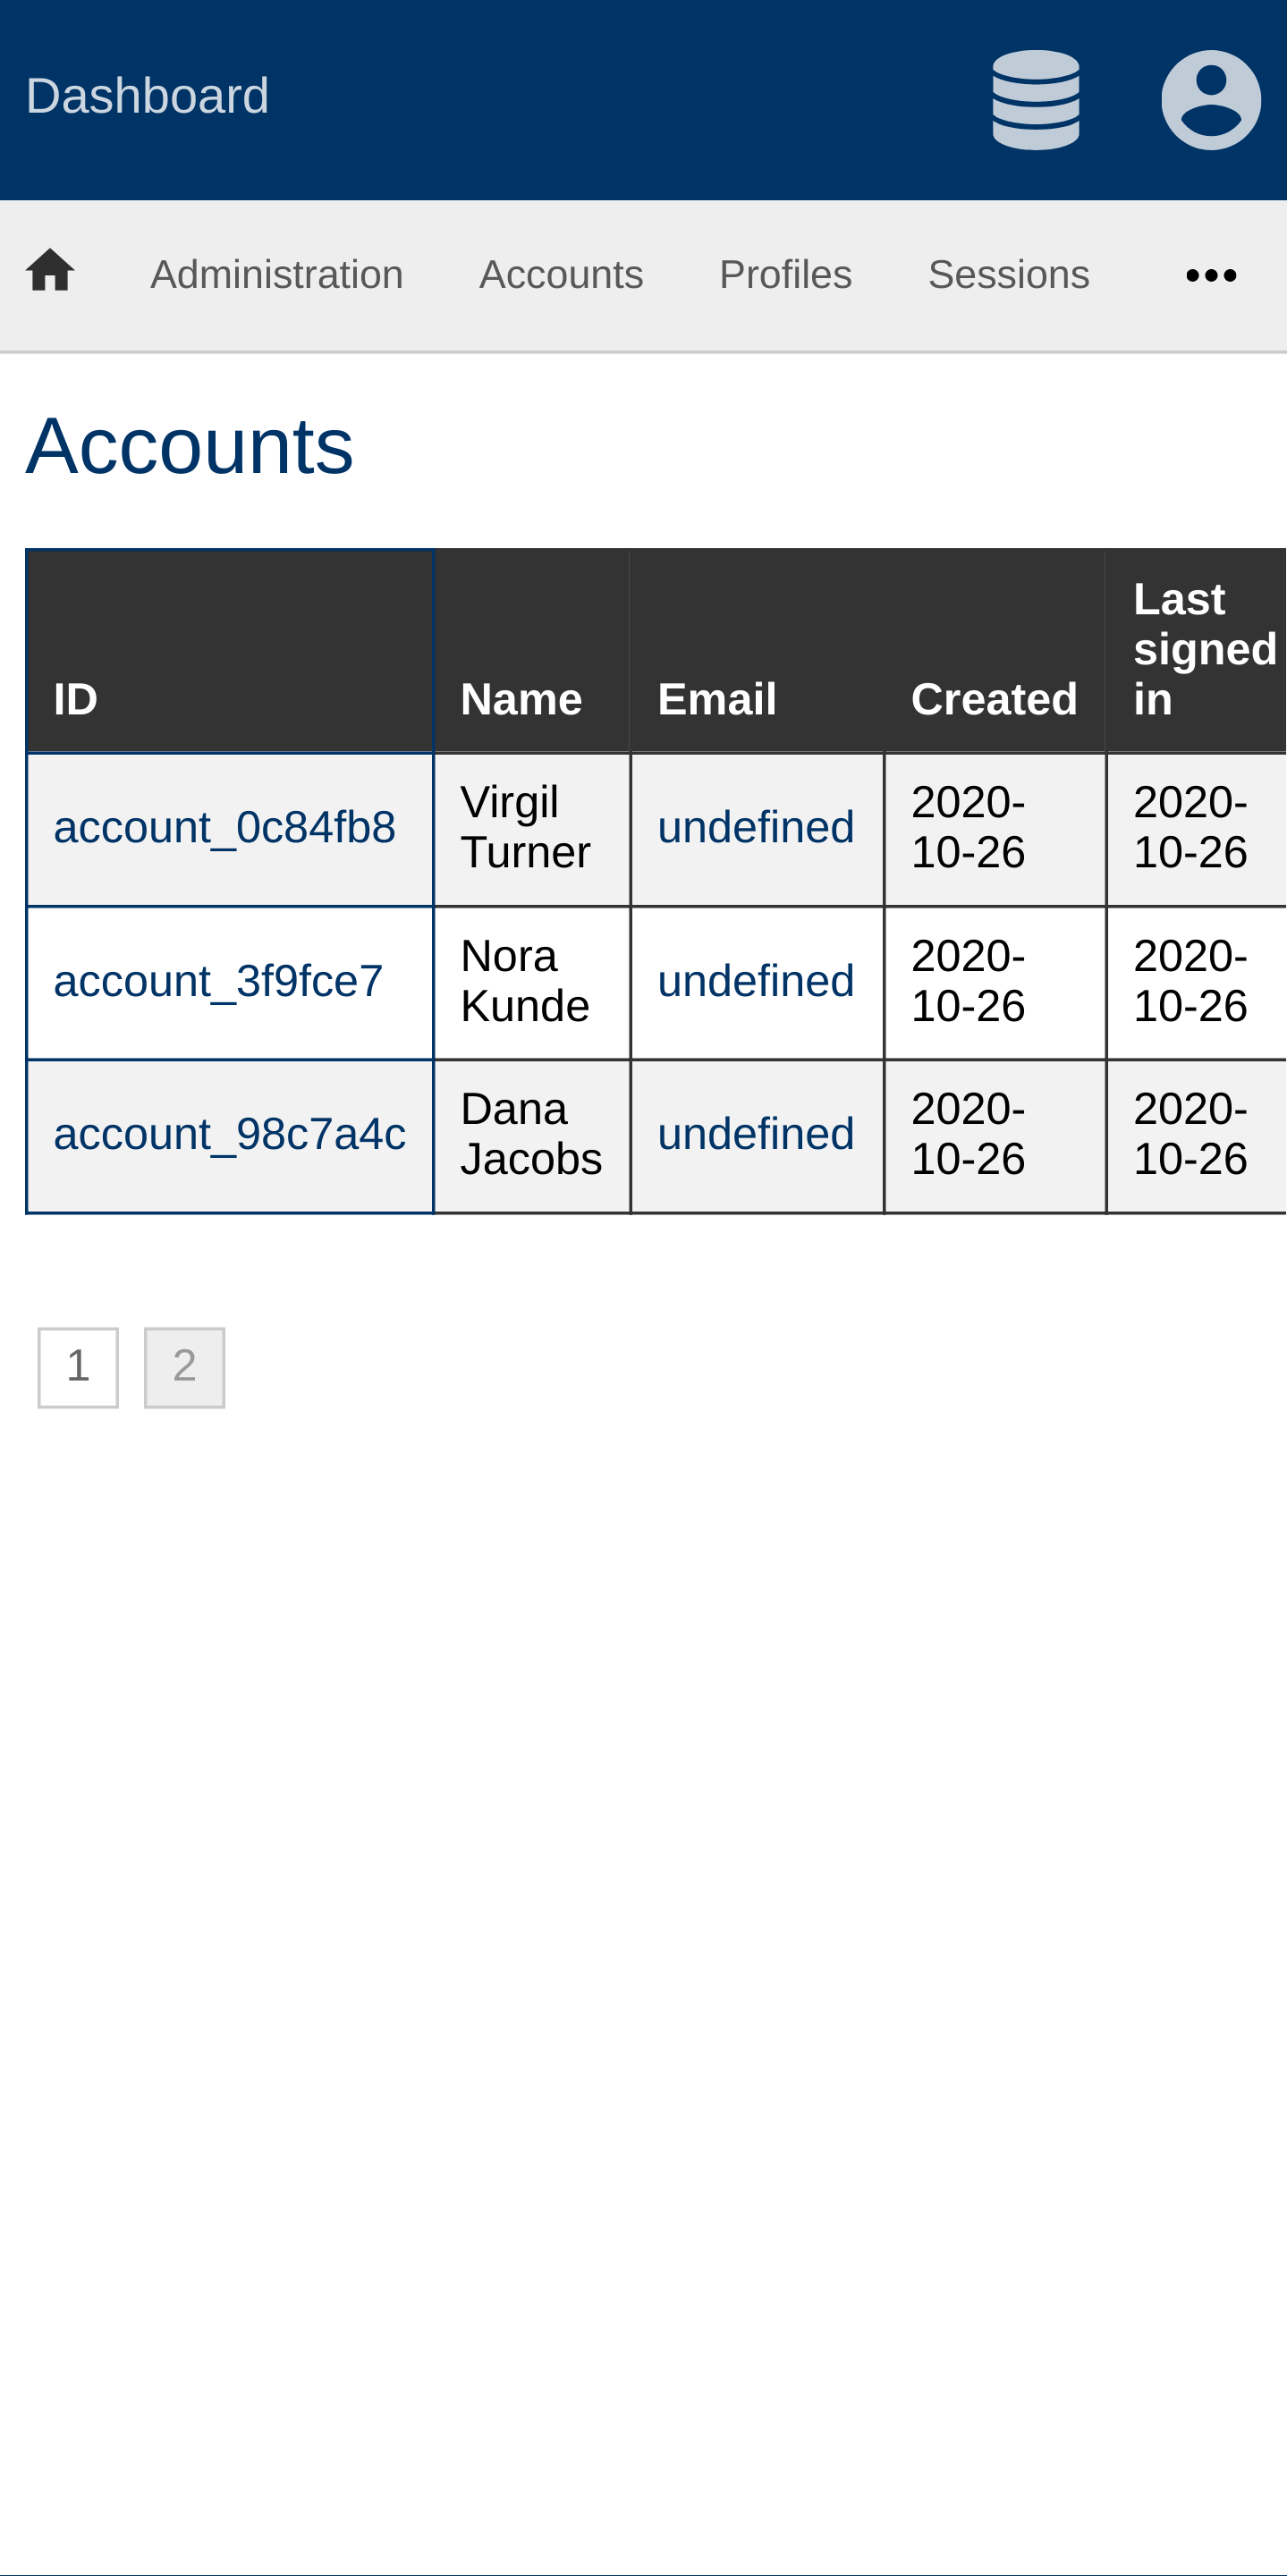 Dashboard
Administration Accounts Profiles Sessions
Accounts
ID Name Email Created Last signed in
account_0c84fb8 Virgil Turner undefined 2020-10-26 2020-10-26
account_3f9fce7 Nora Kunde undefined 2020-10-26 2020-10-26
account_98c7a4c Dana Jacobs undefined 2020-10-26 2020-10-26
1 2